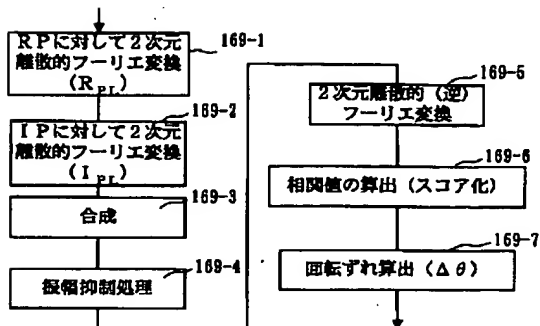 RPに対して2次元
離散的フーリエ変換
(R_PL)
169-1
IPに対して2次元
離散的フーリエ変換
(I_PL)
169-2
合成
169-3
振幅抑制処理
169-4
2次元離散的(逆)
フーリエ変換
169-5
相関値の算出(スコア化)
169-6
回転ずれ算出(Δθ)
169-7